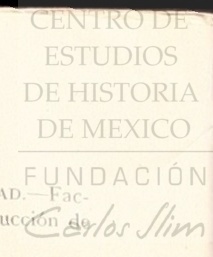 CENTRO DE
ESTUDIOS
DE HISTORIA
DE MEXICO
FUNDACIÓN
AD.—Fac-
ucción de
Carlos Slim